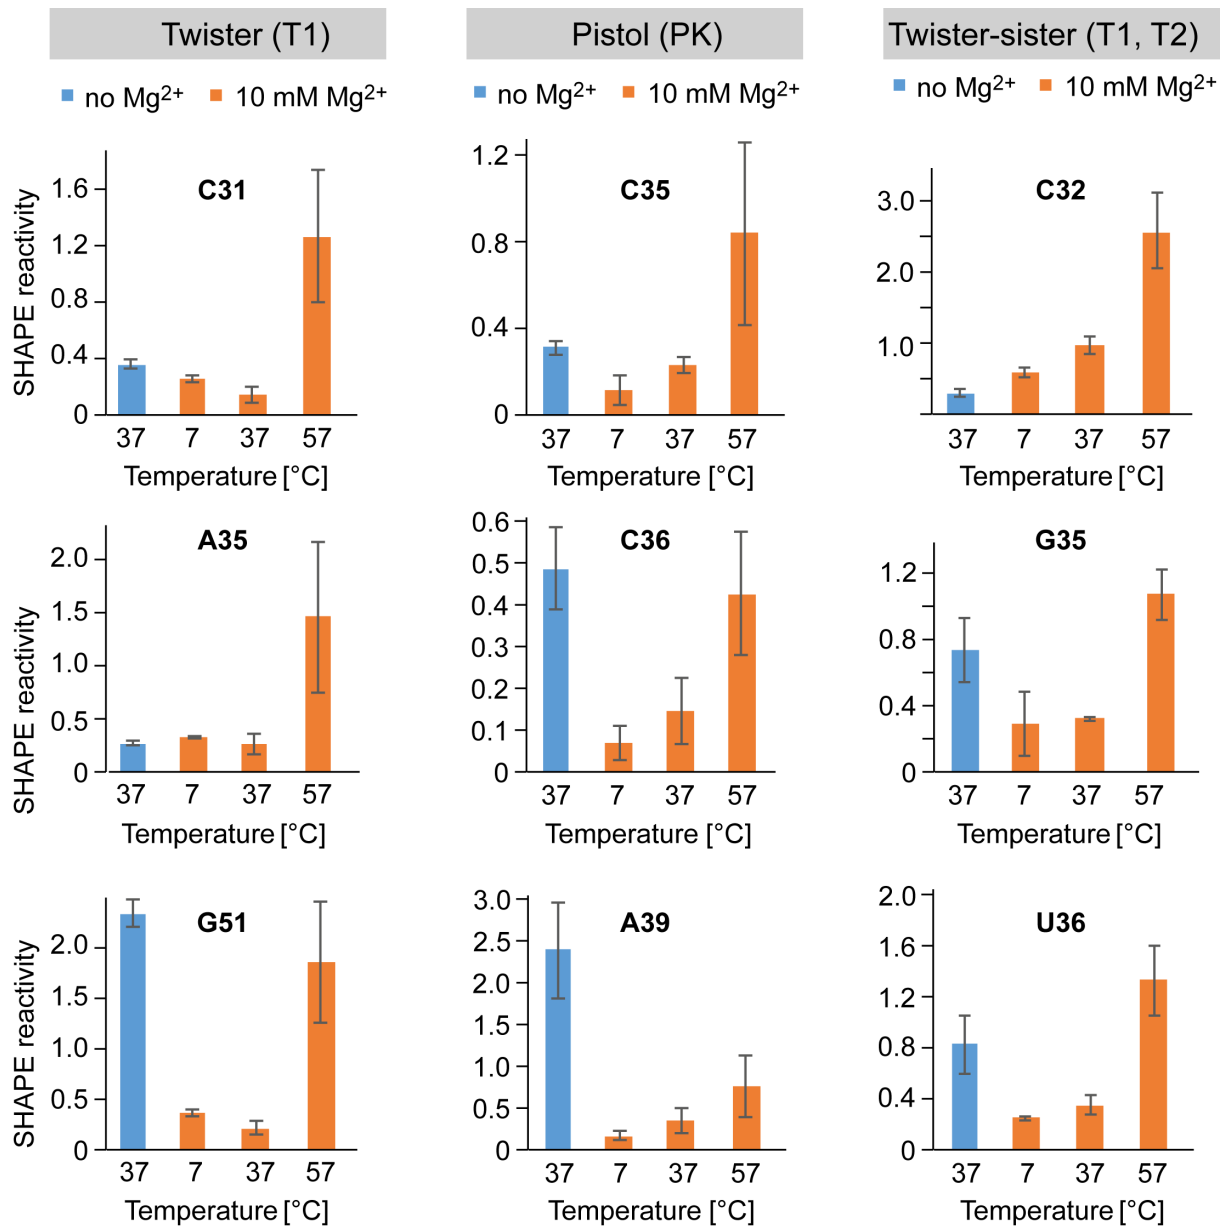 Twister (T1)
Pistol (PK)
Twister-sister (T1, T2)
no Mg²⁺ 10 mM Mg²⁺
no Mg²⁺ 10 mM Mg²⁺
no Mg²⁺ 10 mM Mg²⁺
SHAPE reactivity
C31
1.6
1.2
0.8
0.4
0
37 7 37 57
Temperature [°C]
C35
1.2
0.8
0.4
0
37 7 37 57
Temperature [°C]
C32
3.0
2.0
1.0
37 7 37 57
Temperature [°C]
SHAPE reactivity
A35
2.0
1.5
1.0
0.5
0
37 7 37 57
Temperature [°C]
C36
0.6
0.5
0.4
0.3
0.2
0.1
0
37 7 37 57
Temperature [°C]
G35
1.2
0.8
0.4
0
37 7 37 57
Temperature [°C]
SHAPE reactivity
G51
2.0
1.5
1.0
0.5
0
37 7 37 57
Temperature [°C]
A39
3.0
2.5
2.0
1.5
1.0
0.5
0
37 7 37 57
Temperature [°C]
U36
2.0
1.6
1.2
0.8
0.4
0
37 7 37 57
Temperature [°C]